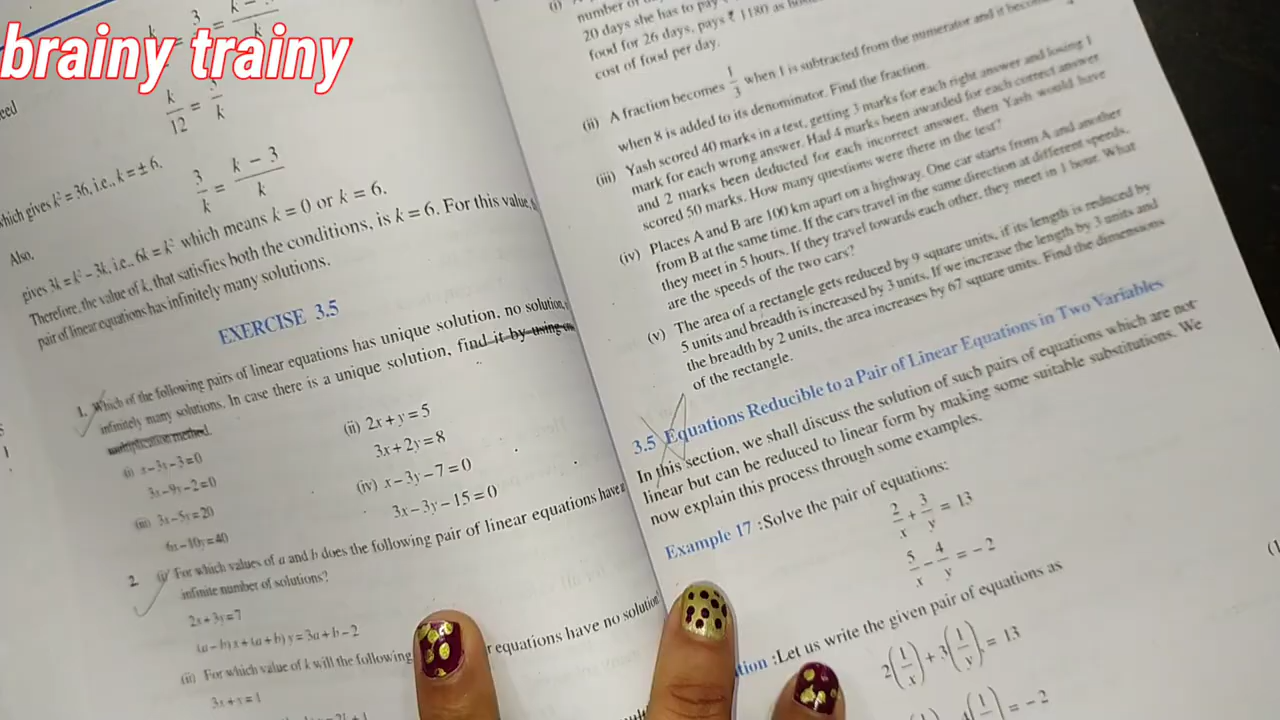 brainy trainy
k 3 k – 3
k = 3 = k
k/12 = 3/k
which gives k² = 36, i.e., k = ± 6.
Also,
3/k = (k – 3)/k
gives 3k = k² – 3k, i.e., 6k = k² which means k = 0 or k = 6.
Therefore, the value of k, that satisfies both the conditions, is k = 6. For this value,
pair of linear equations has infinitely many solutions.
EXERCISE 3.5
1. Which of the following pairs of linear equations has unique solution, no solution,
infinitely many solutions. In case there is a unique solution, find it by using
multiplication method.
(i) x – 3y – 3 = 0
3x – 9y – 2 = 0
(ii) 2x + y = 5
3x + 2y = 8
(iii) 3x – 5y = 20
6x – 10y = 40
(iv) x – 3y – 7 = 0
3x – 3y – 15 = 0
2. (i) For which values of a and b does the following pair of linear equations have
infinite number of solutions?
2x + 3y = 7
(a – b) x + (a + b) y = 3a + b – 2
(ii) For which value of k will the following equations have no solution
3x + y = 1
(i)
number of
20 days she has to pay
food for 26 days, pays ₹ 1180 as
cost of food per day.
(ii) A fraction becomes 1/3 when 1 is subtracted from the numerator and it
when 8 is added to its denominator. Find the fraction.
(iii) Yash scored 40 marks in a test, getting 3 marks for each right answer and losing 1
mark for each wrong answer. Had 4 marks been awarded for each correct answer
and 2 marks been deducted for each incorrect answer, then Yash would have
scored 50 marks. How many questions were there in the test?
(iv) Places A and B are 100 km apart on a highway. One car starts from A and another
from B at the same time. If the cars travel in the same direction at different speeds,
they meet in 5 hours. If they travel towards each other, they meet in 1 hour. What
are the speeds of the two cars?
(v) The area of a rectangle gets reduced by 9 square units, if its length is reduced by
5 units and breadth is increased by 3 units. If we increase the length by 3 units and
the breadth by 2 units, the area increases by 67 square units. Find the dimensions
of the rectangle.
3.5 Equations Reducible to a Pair of Linear Equations in Two Variables
In this section, we shall discuss the solution of such pairs of equations which are not
linear but can be reduced to linear form by making some suitable substitutions. We
now explain this process through some examples.
Example 17 : Solve the pair of equations:
2/x + 3/y = 13
5/x – 4/y = – 2
: Let us write the given pair of equations as
2(1/x) + 3(1/y) = 13
= – 2